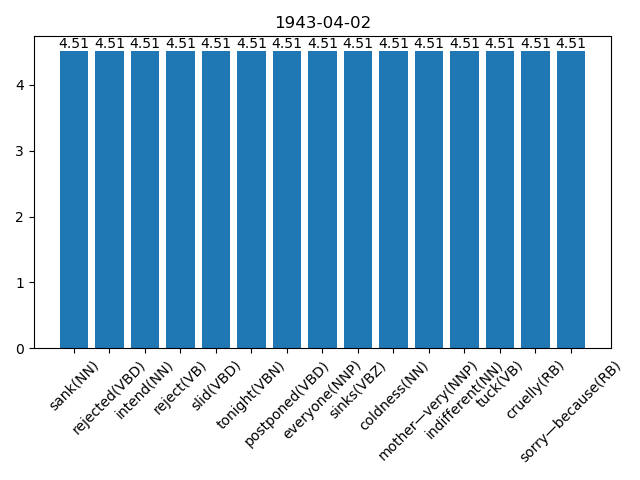 1943-04-02
4.51 4.51 4.51 4.51 4.51 4.51 4.51 4.51 4.51 4.51 4.51 4.51 4.51 4.51 4.51
4
3
2
1
0
sank(NN)
rejected(VBD)
intend(NN)
reject(VB)
slid(VBD)
tonight(VBN)
postponed(VBD)
everyone(NNP)
sinks(VBZ)
coldness(NN)
mother—very(NNP)
indifferent(NN)
tuck(VB)
cruelly(RB)
sorry—because(RB)